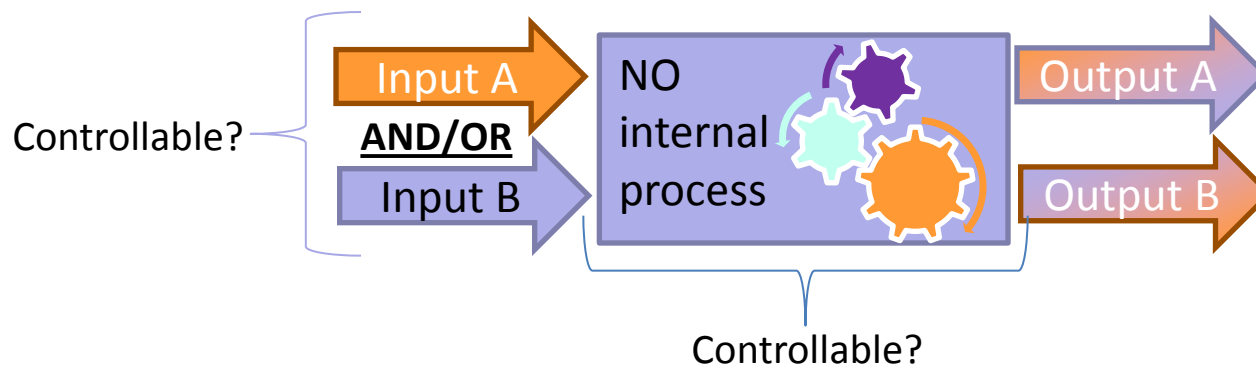 Controllable?
Input A
AND/OR
Input B
NO
internal
process
Output A
Output B
Controllable?